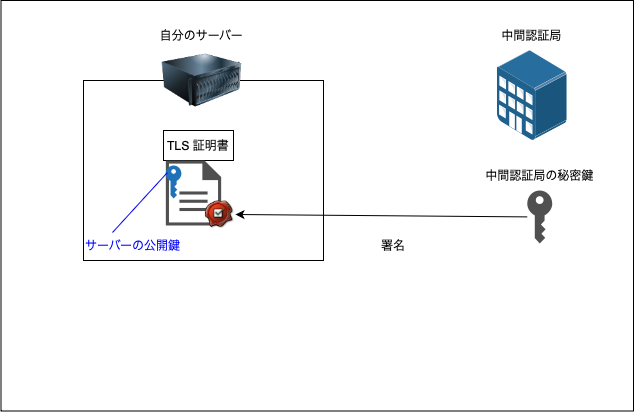 自分のサーバー
中間認証局
TLS 証明書
中間認証局の秘密鍵
サーバーの公開鍵
署名